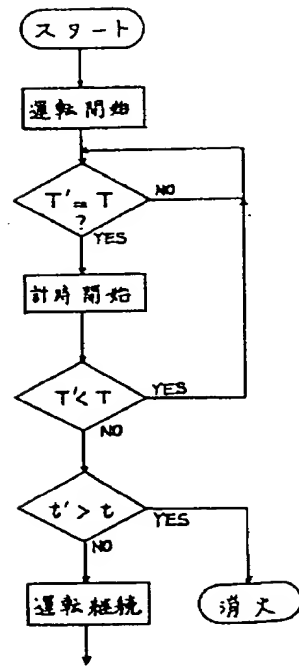 スタート
運転開始
T'=T
?
NO
YES
計時開始
T'<T
YES
NO
t'>t
YES
NO
運転継続
消火